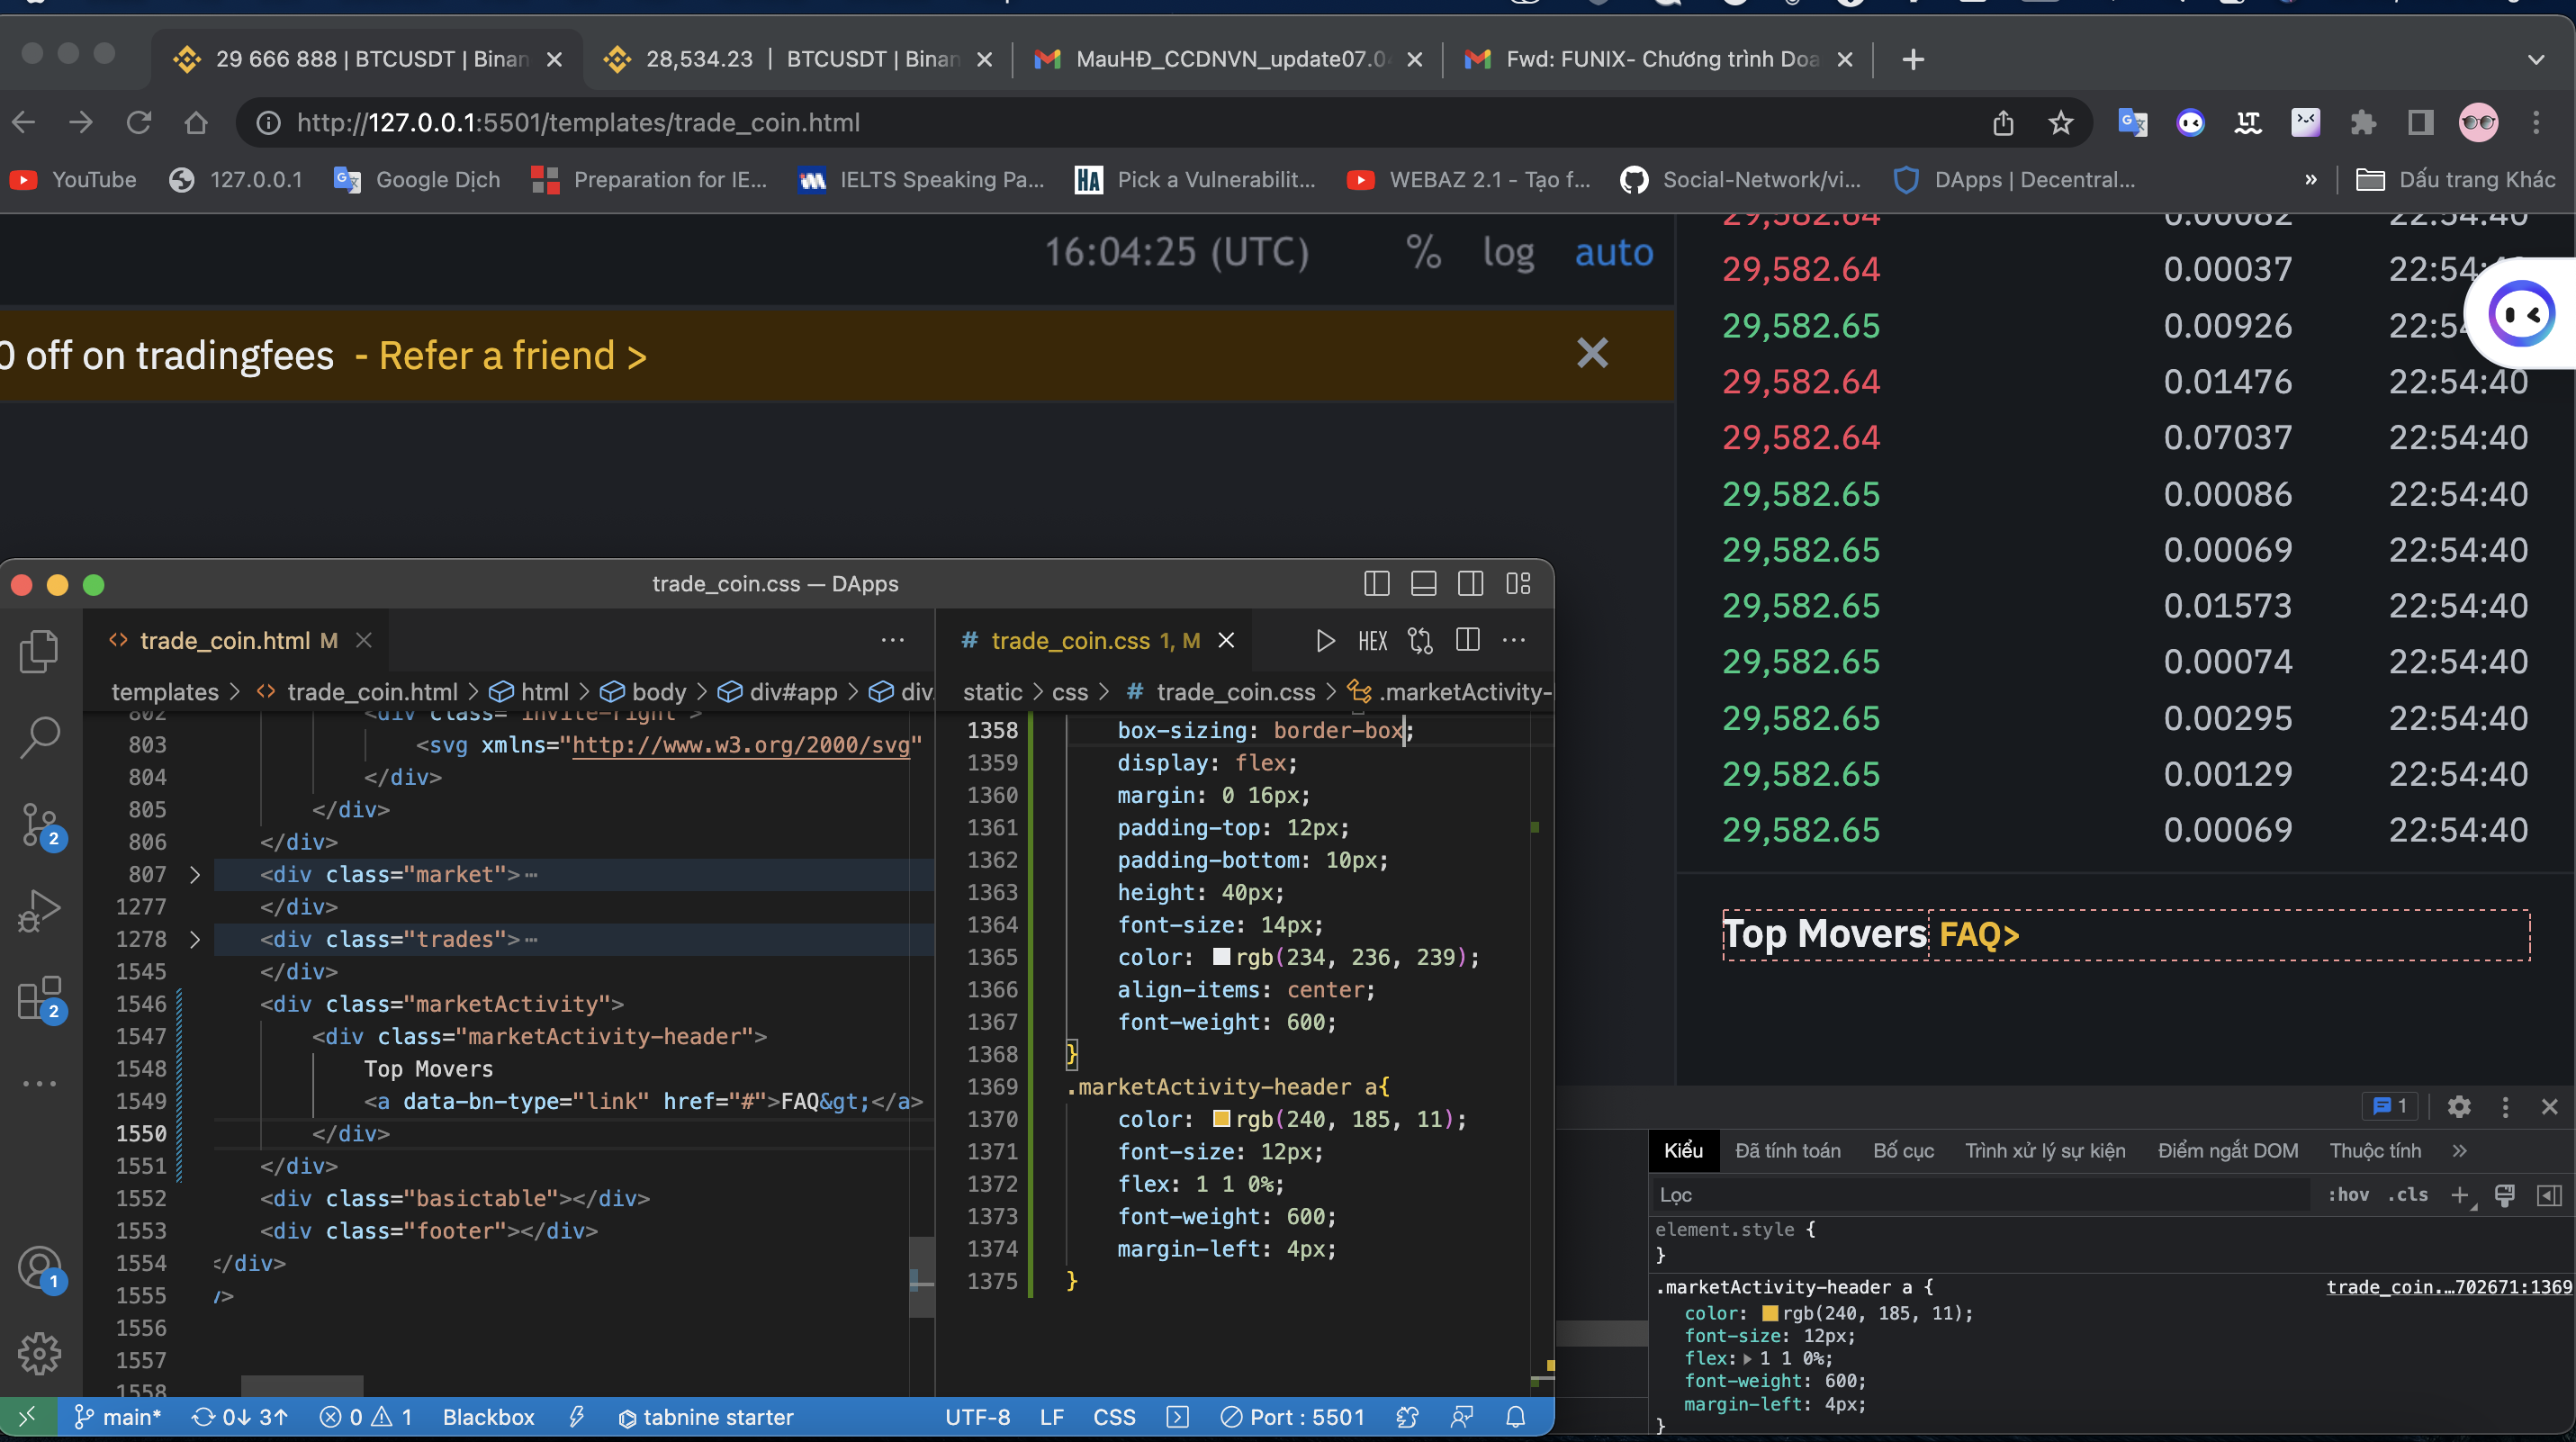 29 666 888 | BTCUSDT | Binan
28,534.23 | BTCUSDT | Binan
MauHĐ_CCDNVN_update07.0
Fwd: FUNIX- Chương trình Doa
http://127.0.0.1:5501/templates/trade_coin.html
YouTube
127.0.0.1
Google Dịch
Preparation for IE...
IELTS Speaking Pa...
HA Pick a Vulnerabilit...
WEBAZ 2.1 - Tạo f...
Social-Network/vi...
DApps | Decentral...
»
Dấu trang Khác
16:04:25 (UTC) % log auto
0 off on tradingfees - Refer a friend >
29,582.64 0.00082 22:54:40
29,582.64 0.00037 22:54:
29,582.65 0.00926 22:54
29,582.64 0.01476 22:54:40
29,582.64 0.07037 22:54:40
29,582.65 0.00086 22:54:40
29,582.65 0.00069 22:54:40
29,582.65 0.01573 22:54:40
29,582.65 0.00074 22:54:40
29,582.65 0.00295 22:54:40
29,582.65 0.00129 22:54:40
29,582.65 0.00069 22:54:40
Top Movers FAQ>
trade_coin.css — DApps
<> trade_coin.html M
templates > <> trade_coin.html > html > body > div#app > div.
802 <div class="invite-right">
803 <svg xmlns="http://www.w3.org/2000/svg"
804 </div>
805 </div>
806 </div>
807 <div class="market">⋯
1277 </div>
1278 <div class="trades">⋯
1545 </div>
1546 <div class="marketActivity">
1547 <div class="marketActivity-header">
1548 Top Movers
1549 <a data-bn-type="link" href="#">FAQ&gt;</a>
1550 </div>
1551 </div>
1552 <div class="basictable"></div>
1553 <div class="footer"></div>
1554 </div>
1555 />
1556
1557
1558
# trade_coin.css 1, M
HEX
static > css > # trade_coin.css > .marketActivity-
1358 box-sizing: border-box;
1359 display: flex;
1360 margin: 0 16px;
1361 padding-top: 12px;
1362 padding-bottom: 10px;
1363 height: 40px;
1364 font-size: 14px;
1365 color: rgb(234, 236, 239);
1366 align-items: center;
1367 font-weight: 600;
1368 }
1369 .marketActivity-header a{
1370 color: rgb(240, 185, 11);
1371 font-size: 12px;
1372 flex: 1 1 0%;
1373 font-weight: 600;
1374 margin-left: 4px;
1375 }
2
2
1
main* 0↓ 3↑ 0 1 Blackbox tabnine starter UTF-8 LF CSS Port : 5501
1
Kiểu Đã tính toán Bố cục Trình xử lý sự kiện Điểm ngắt DOM Thuộc tính »
Lọc :hov .cls +
element.style {
}
.marketActivity-header a { trade_coin.…702671:1369
color: rgb(240, 185, 11);
font-size: 12px;
flex: 1 1 0%;
font-weight: 600;
margin-left: 4px;
}